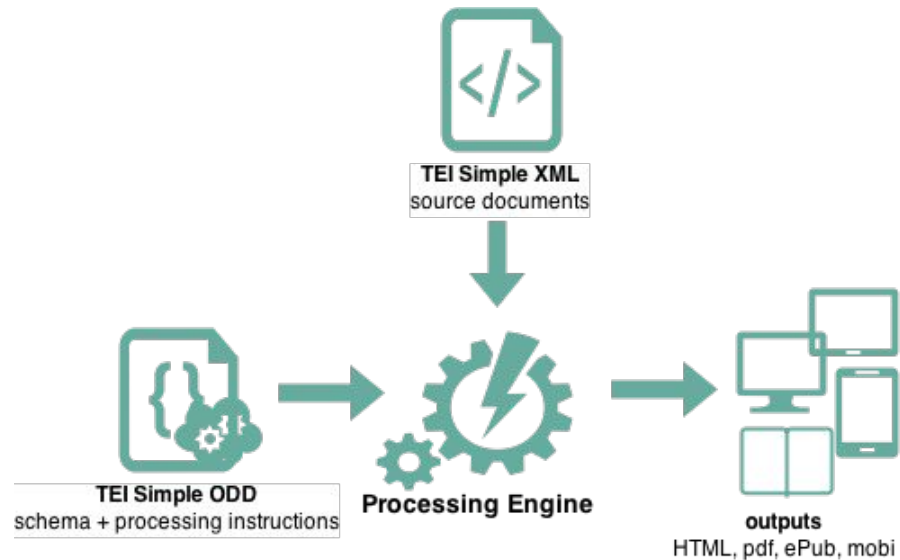 </>
TEI Simple XML
source documents
{}
TEI Simple ODD
schema + processing instructions
Processing Engine
outputs
HTML, pdf, ePub, mobi